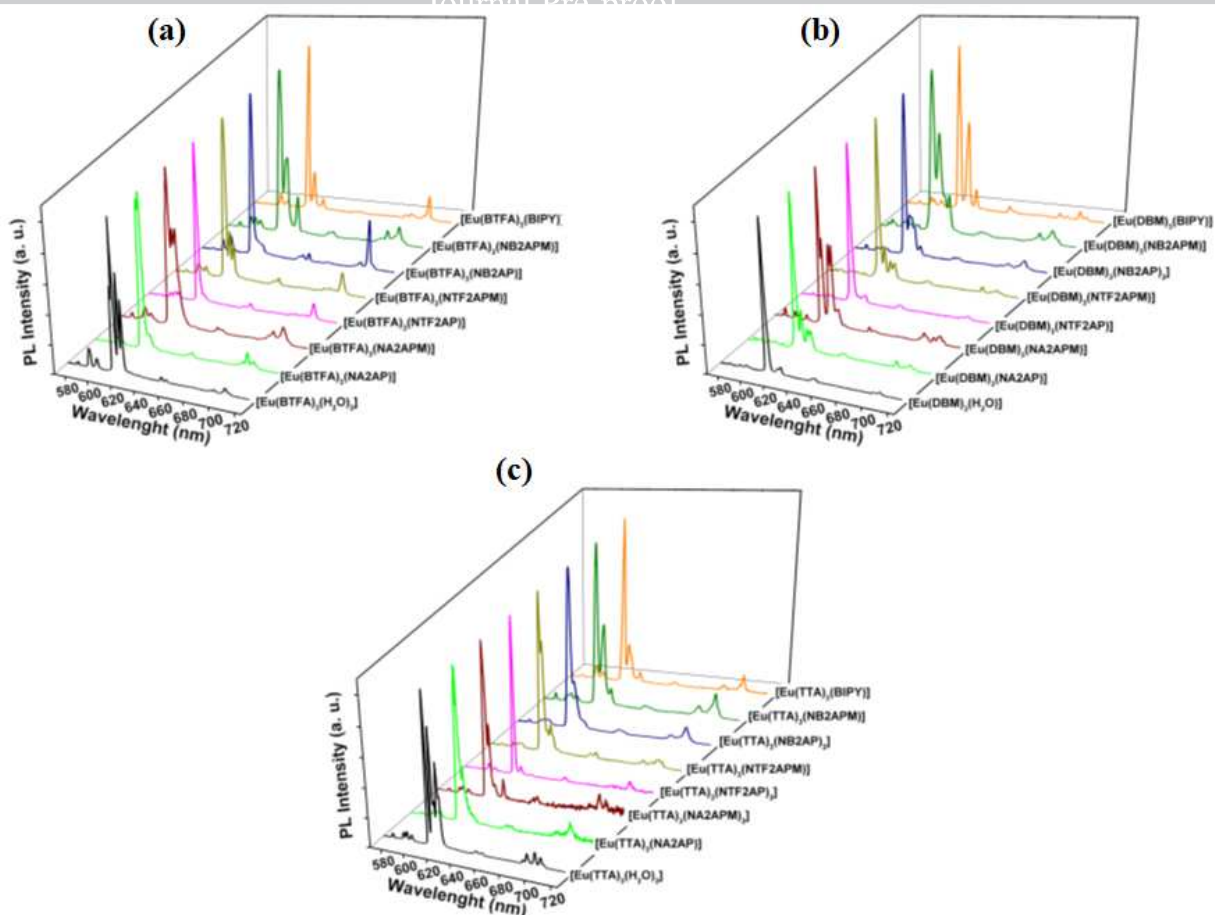 Journal Pre-proof
(a)
PL Intensity (a. u.)
[Eu(BTFA)₃(BIPY)
[Eu(BTFA)₃(NB2APM)]
[Eu(BTFA)₃(NB2AP)]
[Eu(BTFA)₃(NTF2APM)]
[Eu(BTFA)₃(NTF2AP)]
[Eu(BTFA)₃(NA2APM)]
[Eu(BTFA)₃(NA2AP)]
[Eu(BTFA)₃(H₂O)₂]
580 600 620 640 660 680 700 720
Wavelenght (nm)
(b)
PL Intensity (a. u.)
[Eu(DBM)₃(BIPY)]
[Eu(DBM)₃(NB2APM)]
[Eu(DBM)₃(NB2AP)₂]
[Eu(DBM)₃(NTF2APM)]
[Eu(DBM)₃(NTF2AP)]
[Eu(DBM)₃(NA2APM)]
[Eu(DBM)₃(NA2AP)]
[Eu(DBM)₃(H₂O)]
580 600 620 640 660 680 700 720
Wavelenght (nm)
(c)
PL Intensity (a. u.)
[Eu(TTA)₃(BIPY)]
[Eu(TTA)₃(NB2APM)]
[Eu(TTA)₃(NB2AP)₂]
[Eu(TTA)₃(NTF2APM)]
[Eu(TTA)₃(NTF2AP)₂]
[Eu(TTA)₃(NA2APM)₂]
[Eu(TTA)₃(NA2AP)]
[Eu(TTA)₃(H₂O)₂]
580 600 620 640 660 680 700 720
Wavelenght (nm)